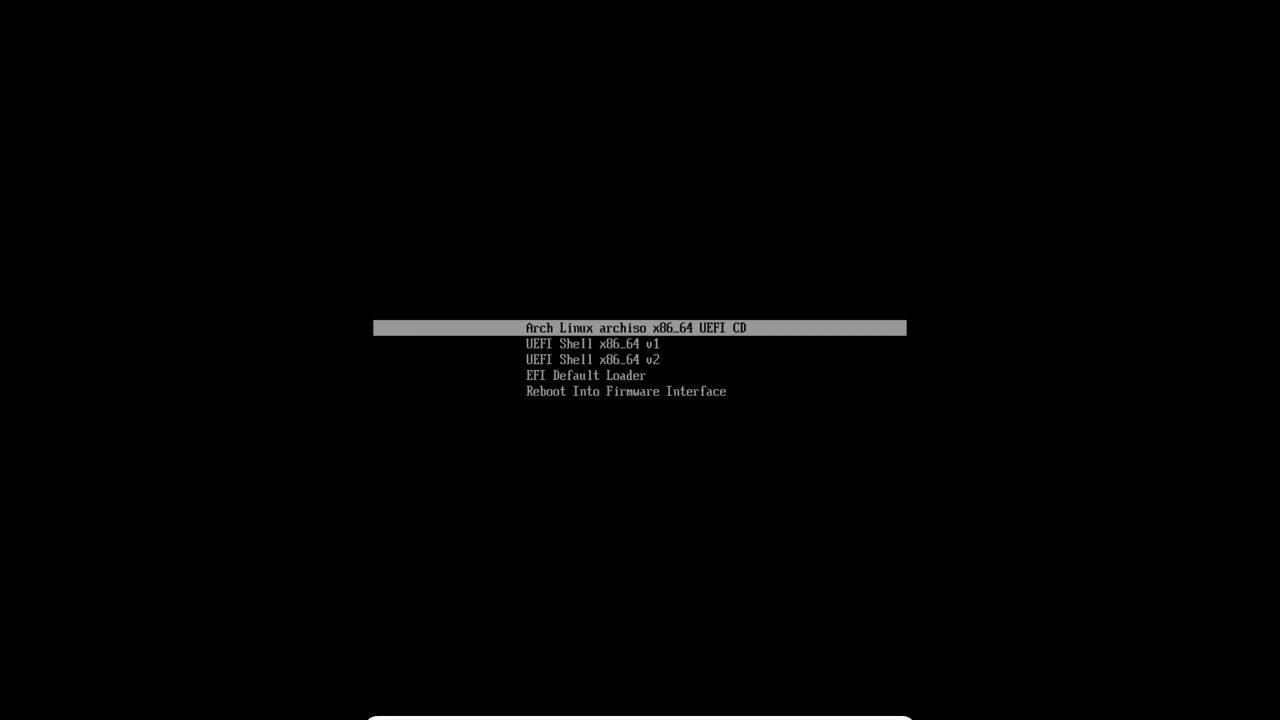 Arch Linux archiso x86_64 UEFI CD
UEFI Shell x86_64 v1
UEFI Shell x86_64 v2
EFI Default Loader
Reboot Into Firmware Interface